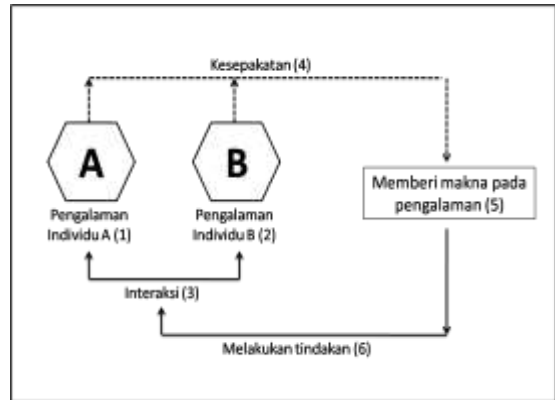 Kesepakatan (4)
A
B
Pengalaman
Individu A (1)
Pengalaman
Individu B (2)
Memberi makna pada
pengalaman (5)
Interaksi (3)
Melakukan tindakan (6)